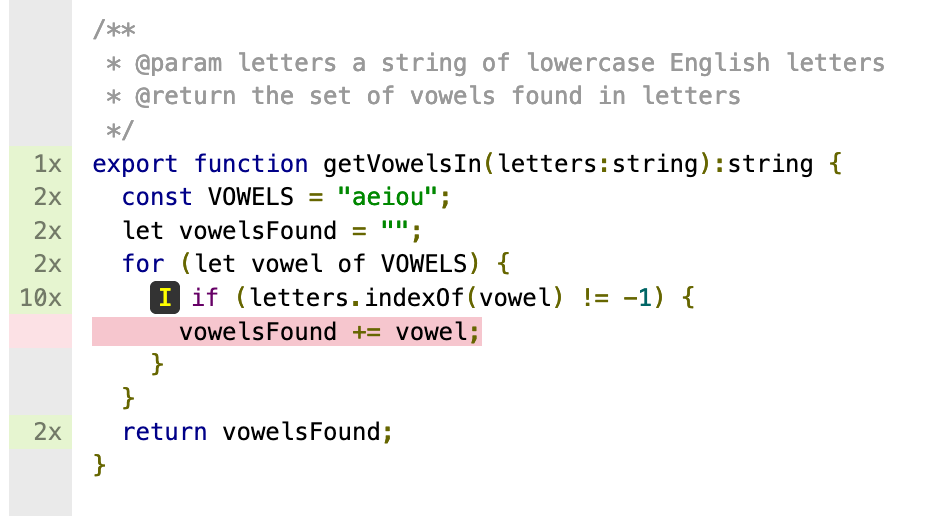 /**
 * @param letters a string of lowercase English letters
 * @return the set of vowels found in letters
 */
1x export function getVowelsIn(letters:string):string {
2x   const VOWELS = "aeiou";
2x   let vowelsFound = "";
2x   for (let vowel of VOWELS) {
10x     I if (letters.indexOf(vowel) != -1) {
      vowelsFound += vowel;
    }
  }
2x   return vowelsFound;
}